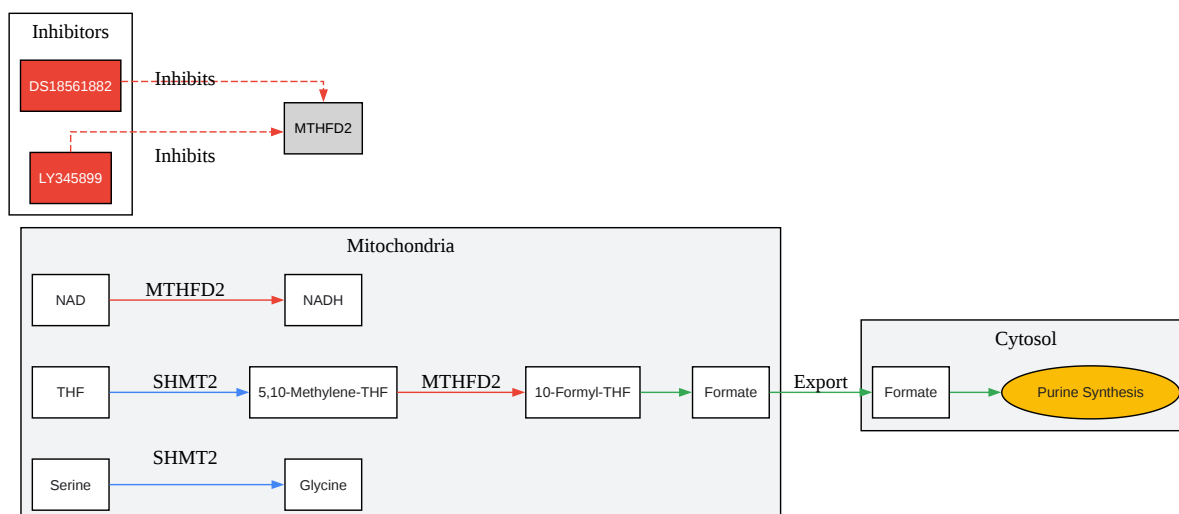 Inhibitors
DS18561882
Inhibits
MTHFD2
LY345899
Inhibits
Mitochondria
NAD
MTHFD2
NADH
THF
SHMT2
5,10-Methylene-THF
MTHFD2
10-Formyl-THF
Formate
Export
Cytosol
Formate
Purine Synthesis
Serine
SHMT2
Glycine